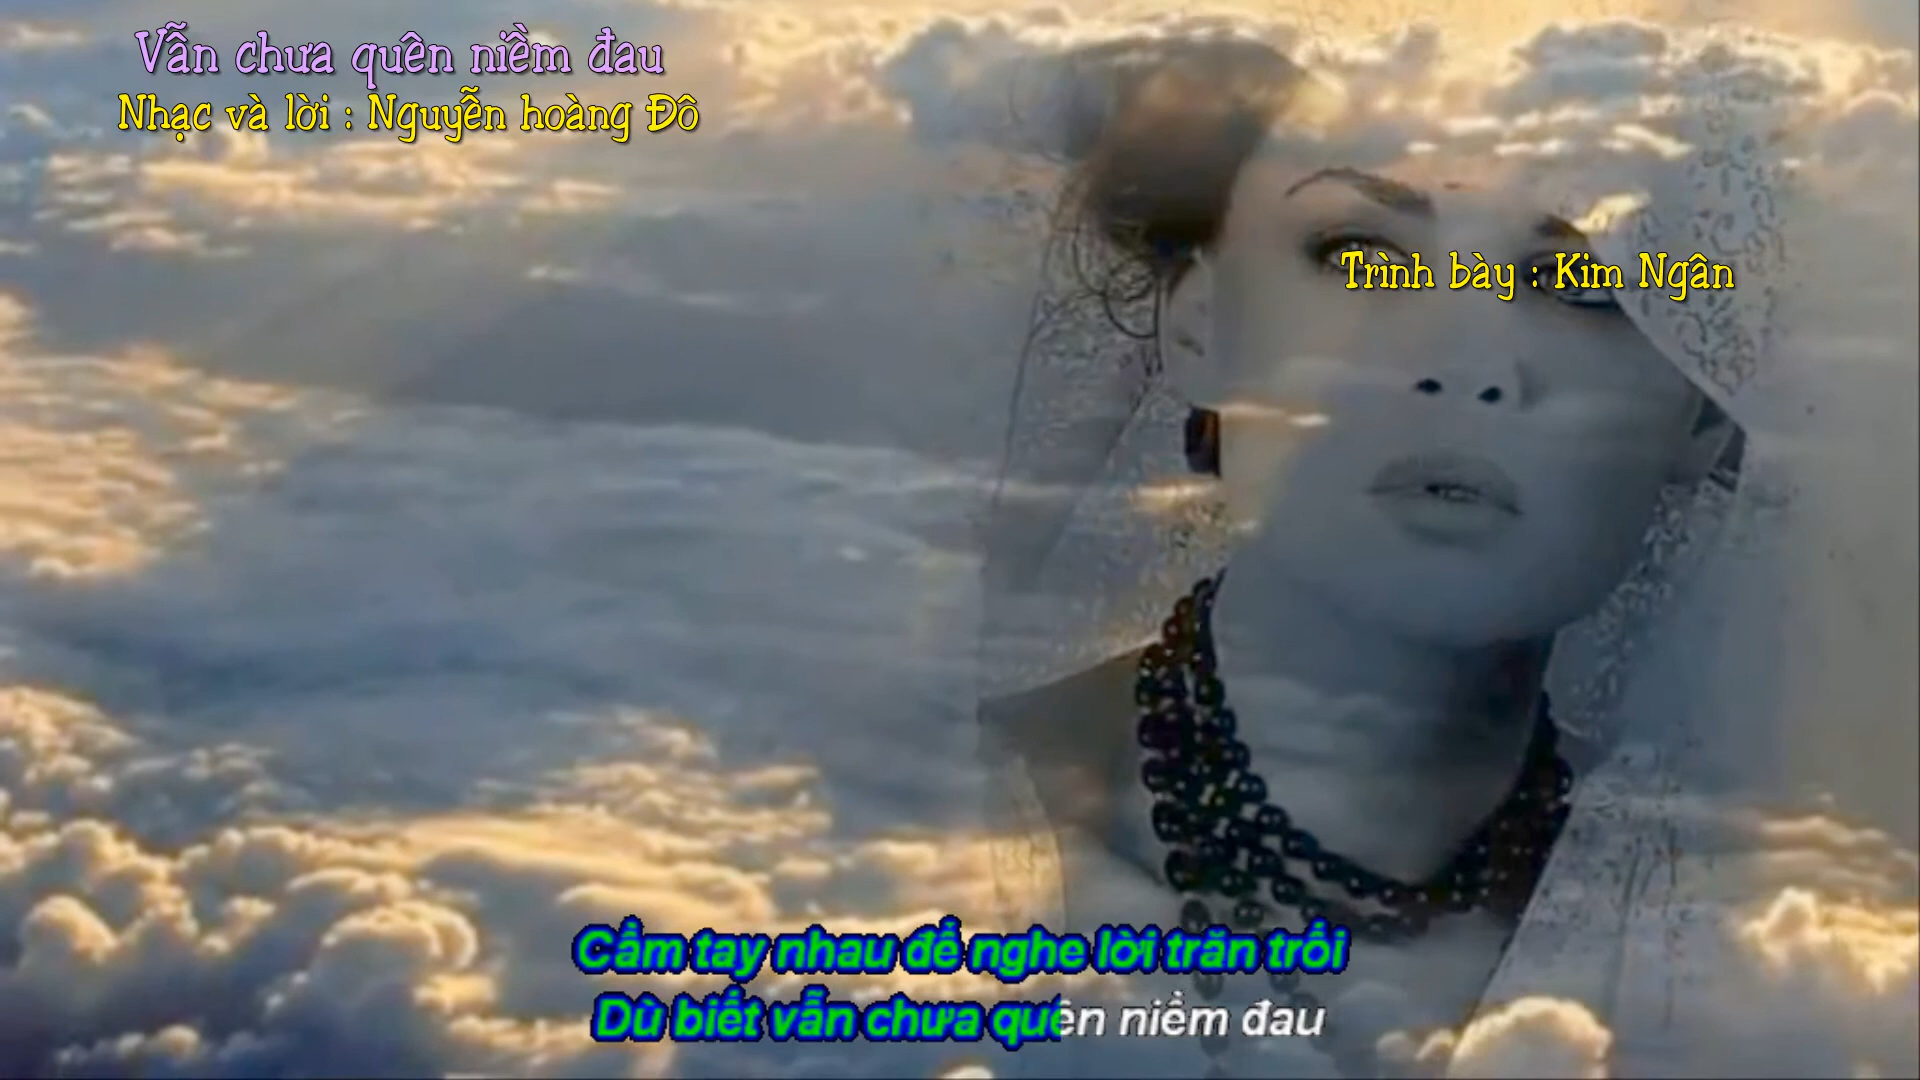 Vẫn chưa quên niềm đau
Nhạc và lời : Nguyễn hoàng Đô
Trình bày : Kim Ngân
Cầm tay nhau để nghe lời trăn trối
Dù biết vẫn chưa quên niềm đau